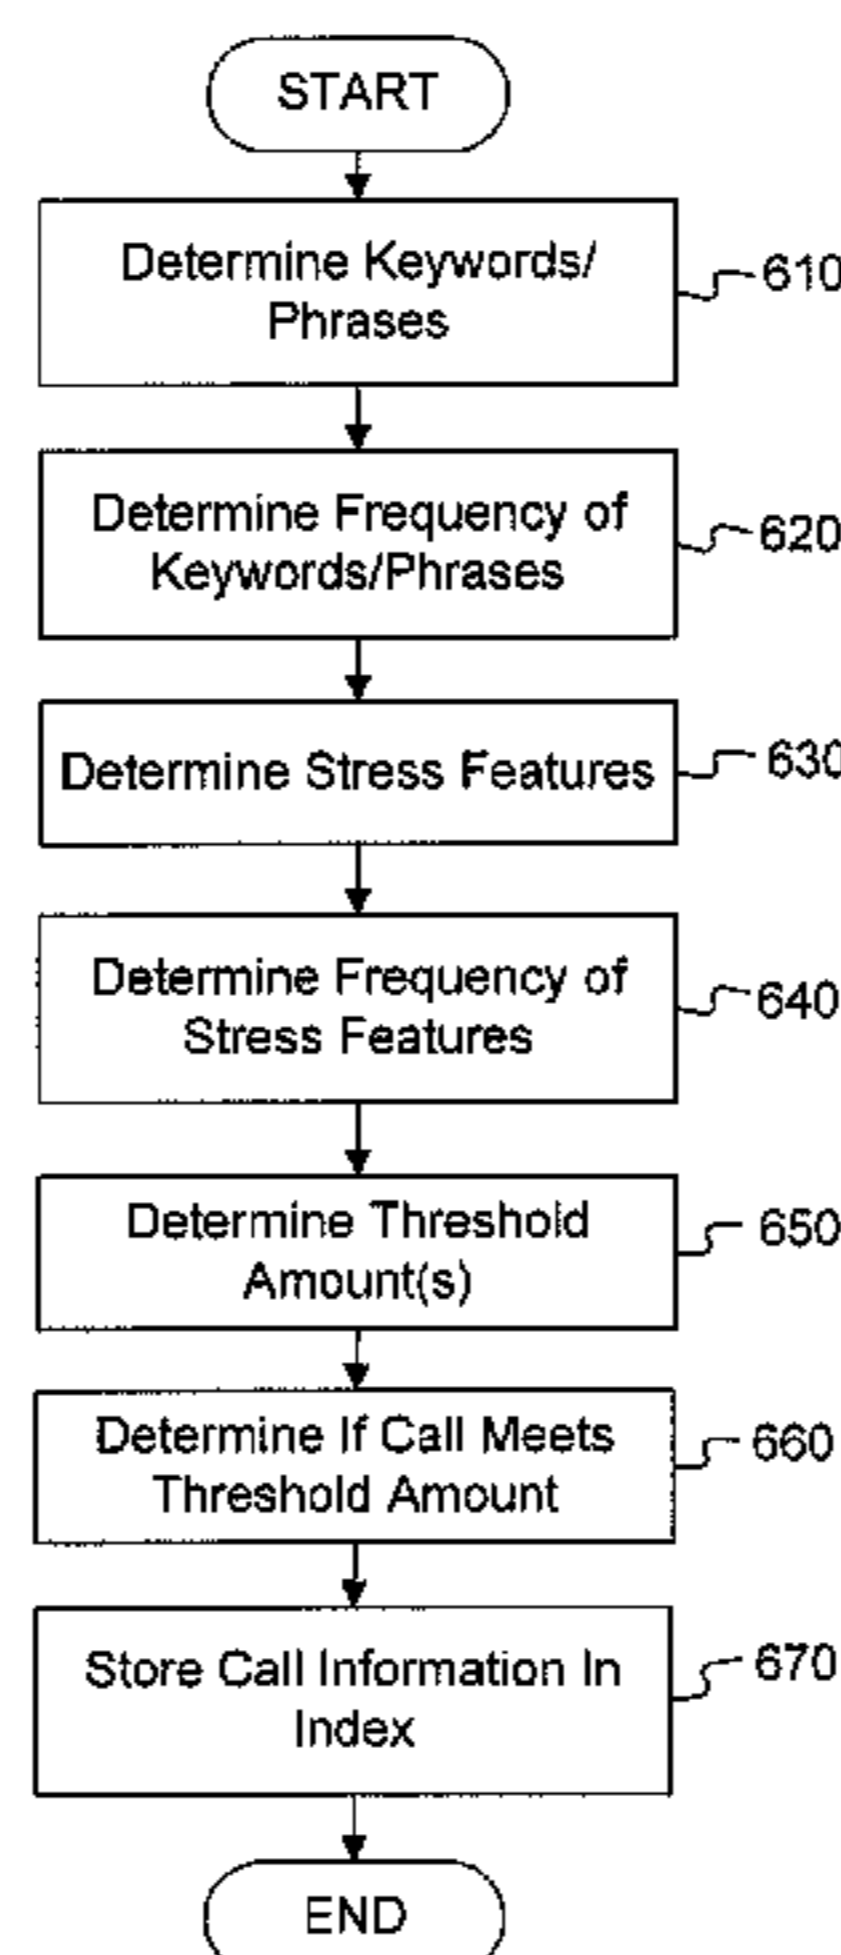 START
Determine Keywords/
Phrases
610
Determine Frequency of
Keywords/Phrases
620
Determine Stress Features
630
Determine Frequency of
Stress Features
640
Determine Threshold
Amount(s)
650
Determine If Call Meets
Threshold Amount
660
Store Call Information In
Index
670
END